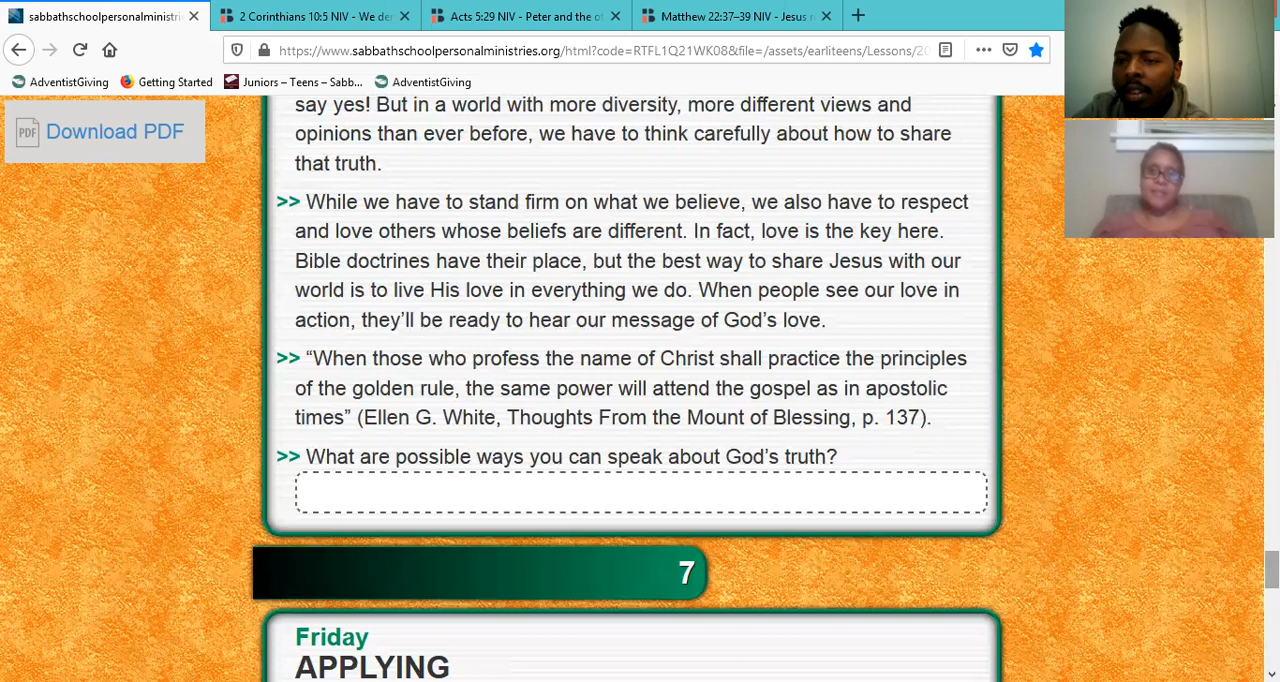 sabbathschoolpersonalministri
2 Corinthians 10:5 NIV - We de
Acts 5:29 NIV - Peter and the o
Matthew 22:37–39 NIV - Jesus r
https://www.sabbathschoolpersonalministries.org/html?code=RTFL1Q21WK08&file=/assets/earliteens/Lessons/20
AdventistGiving
Getting Started
Juniors – Teens – Sabb...
AdventistGiving
PDF
Download PDF
say yes! But in a world with more diversity, more different views and
opinions than ever before, we have to think carefully about how to share
that truth.
>> While we have to stand firm on what we believe, we also have to respect
and love others whose beliefs are different. In fact, love is the key here.
Bible doctrines have their place, but the best way to share Jesus with our
world is to live His love in everything we do. When people see our love in
action, they'll be ready to hear our message of God's love.
>> “When those who profess the name of Christ shall practice the principles
of the golden rule, the same power will attend the gospel as in apostolic
times” (Ellen G. White, Thoughts From the Mount of Blessing, p. 137).
>> What are possible ways you can speak about God's truth?
7
Friday
APPLYING